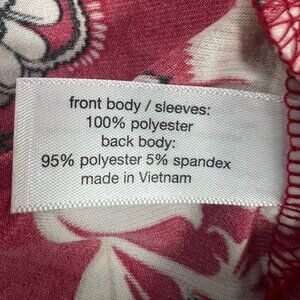 front body / sleeves:
100% polyester
back body:
95% polyester 5% spandex
made in Vietnam